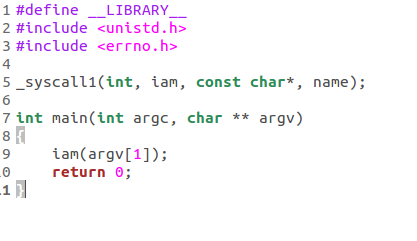 1 #define __LIBRARY__
2 #include <unistd.h>
3 #include <errno.h>
4
5 _syscall1(int, iam, const char*, name);
6
7 int main(int argc, char ** argv)
8 {
9     iam(argv[1]);
0     return 0;
1 }